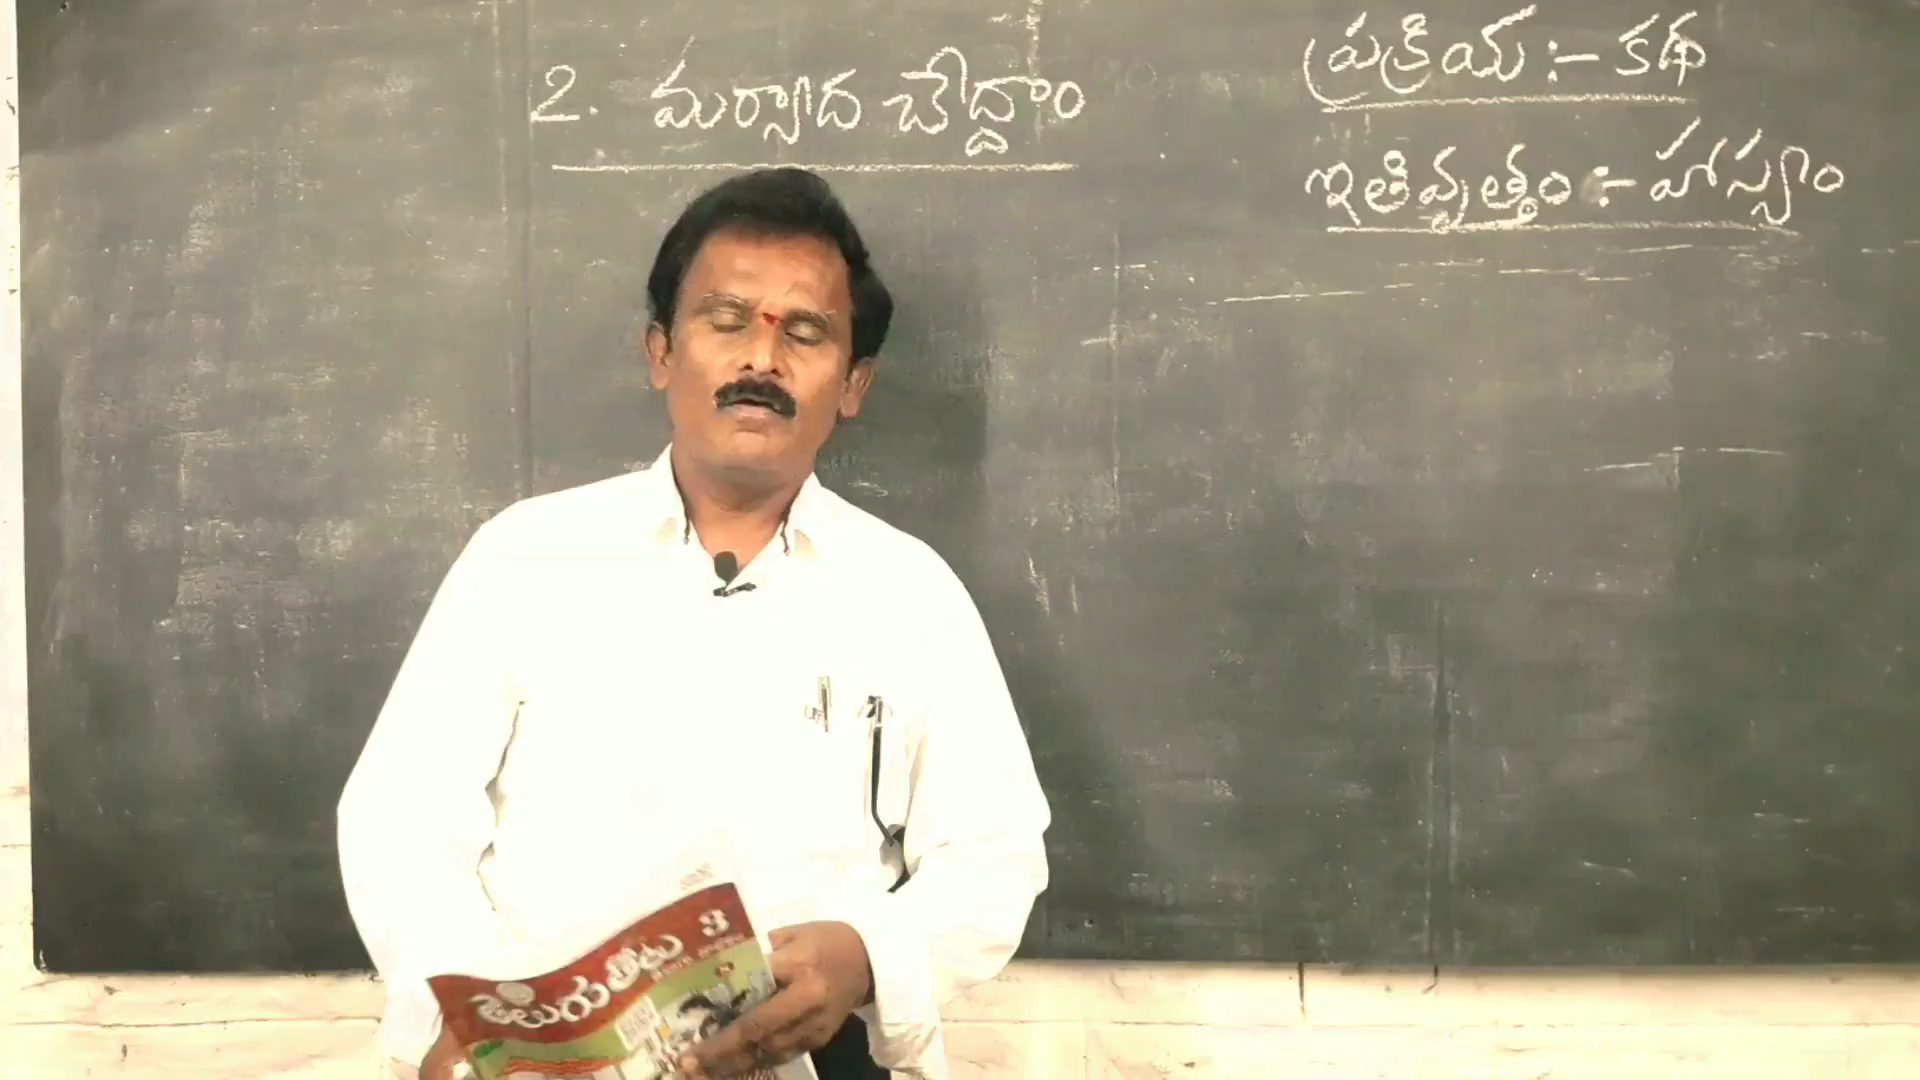 2. మర్యాద చేద్దాం
ప్రక్రియ :- కథ
ఇతివృత్తం :- హాస్యం
తెలుగుతోట 3